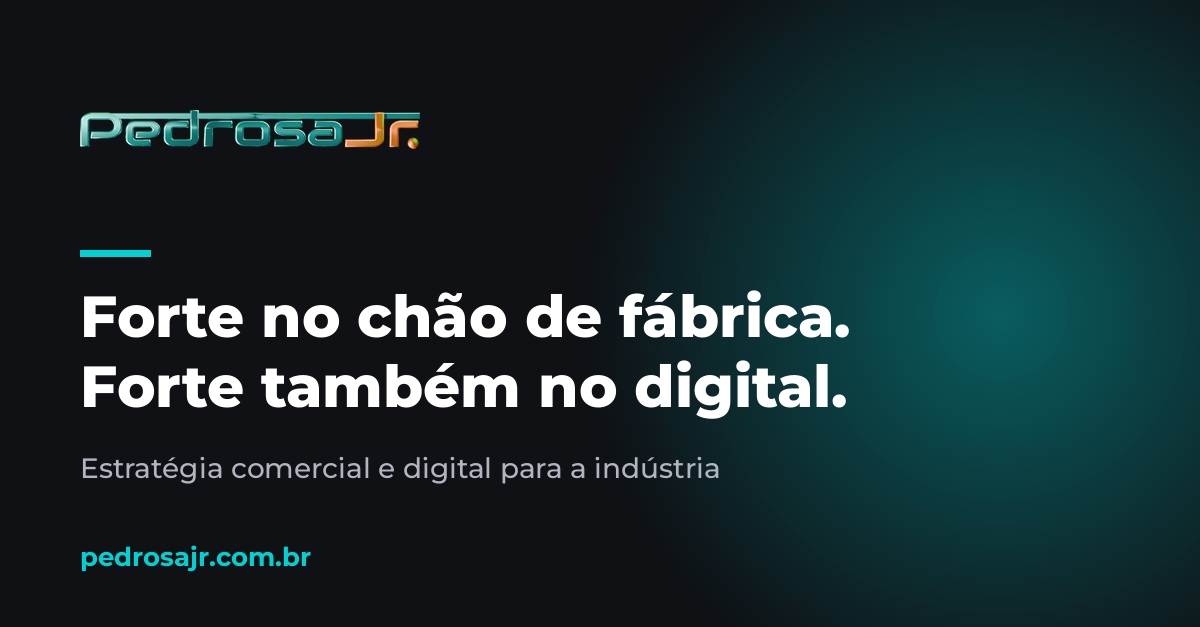 PedrosaJr.
Forte no chão de fábrica.
Forte também no digital.
Estratégia comercial e digital para a indústria
pedrosajr.com.br